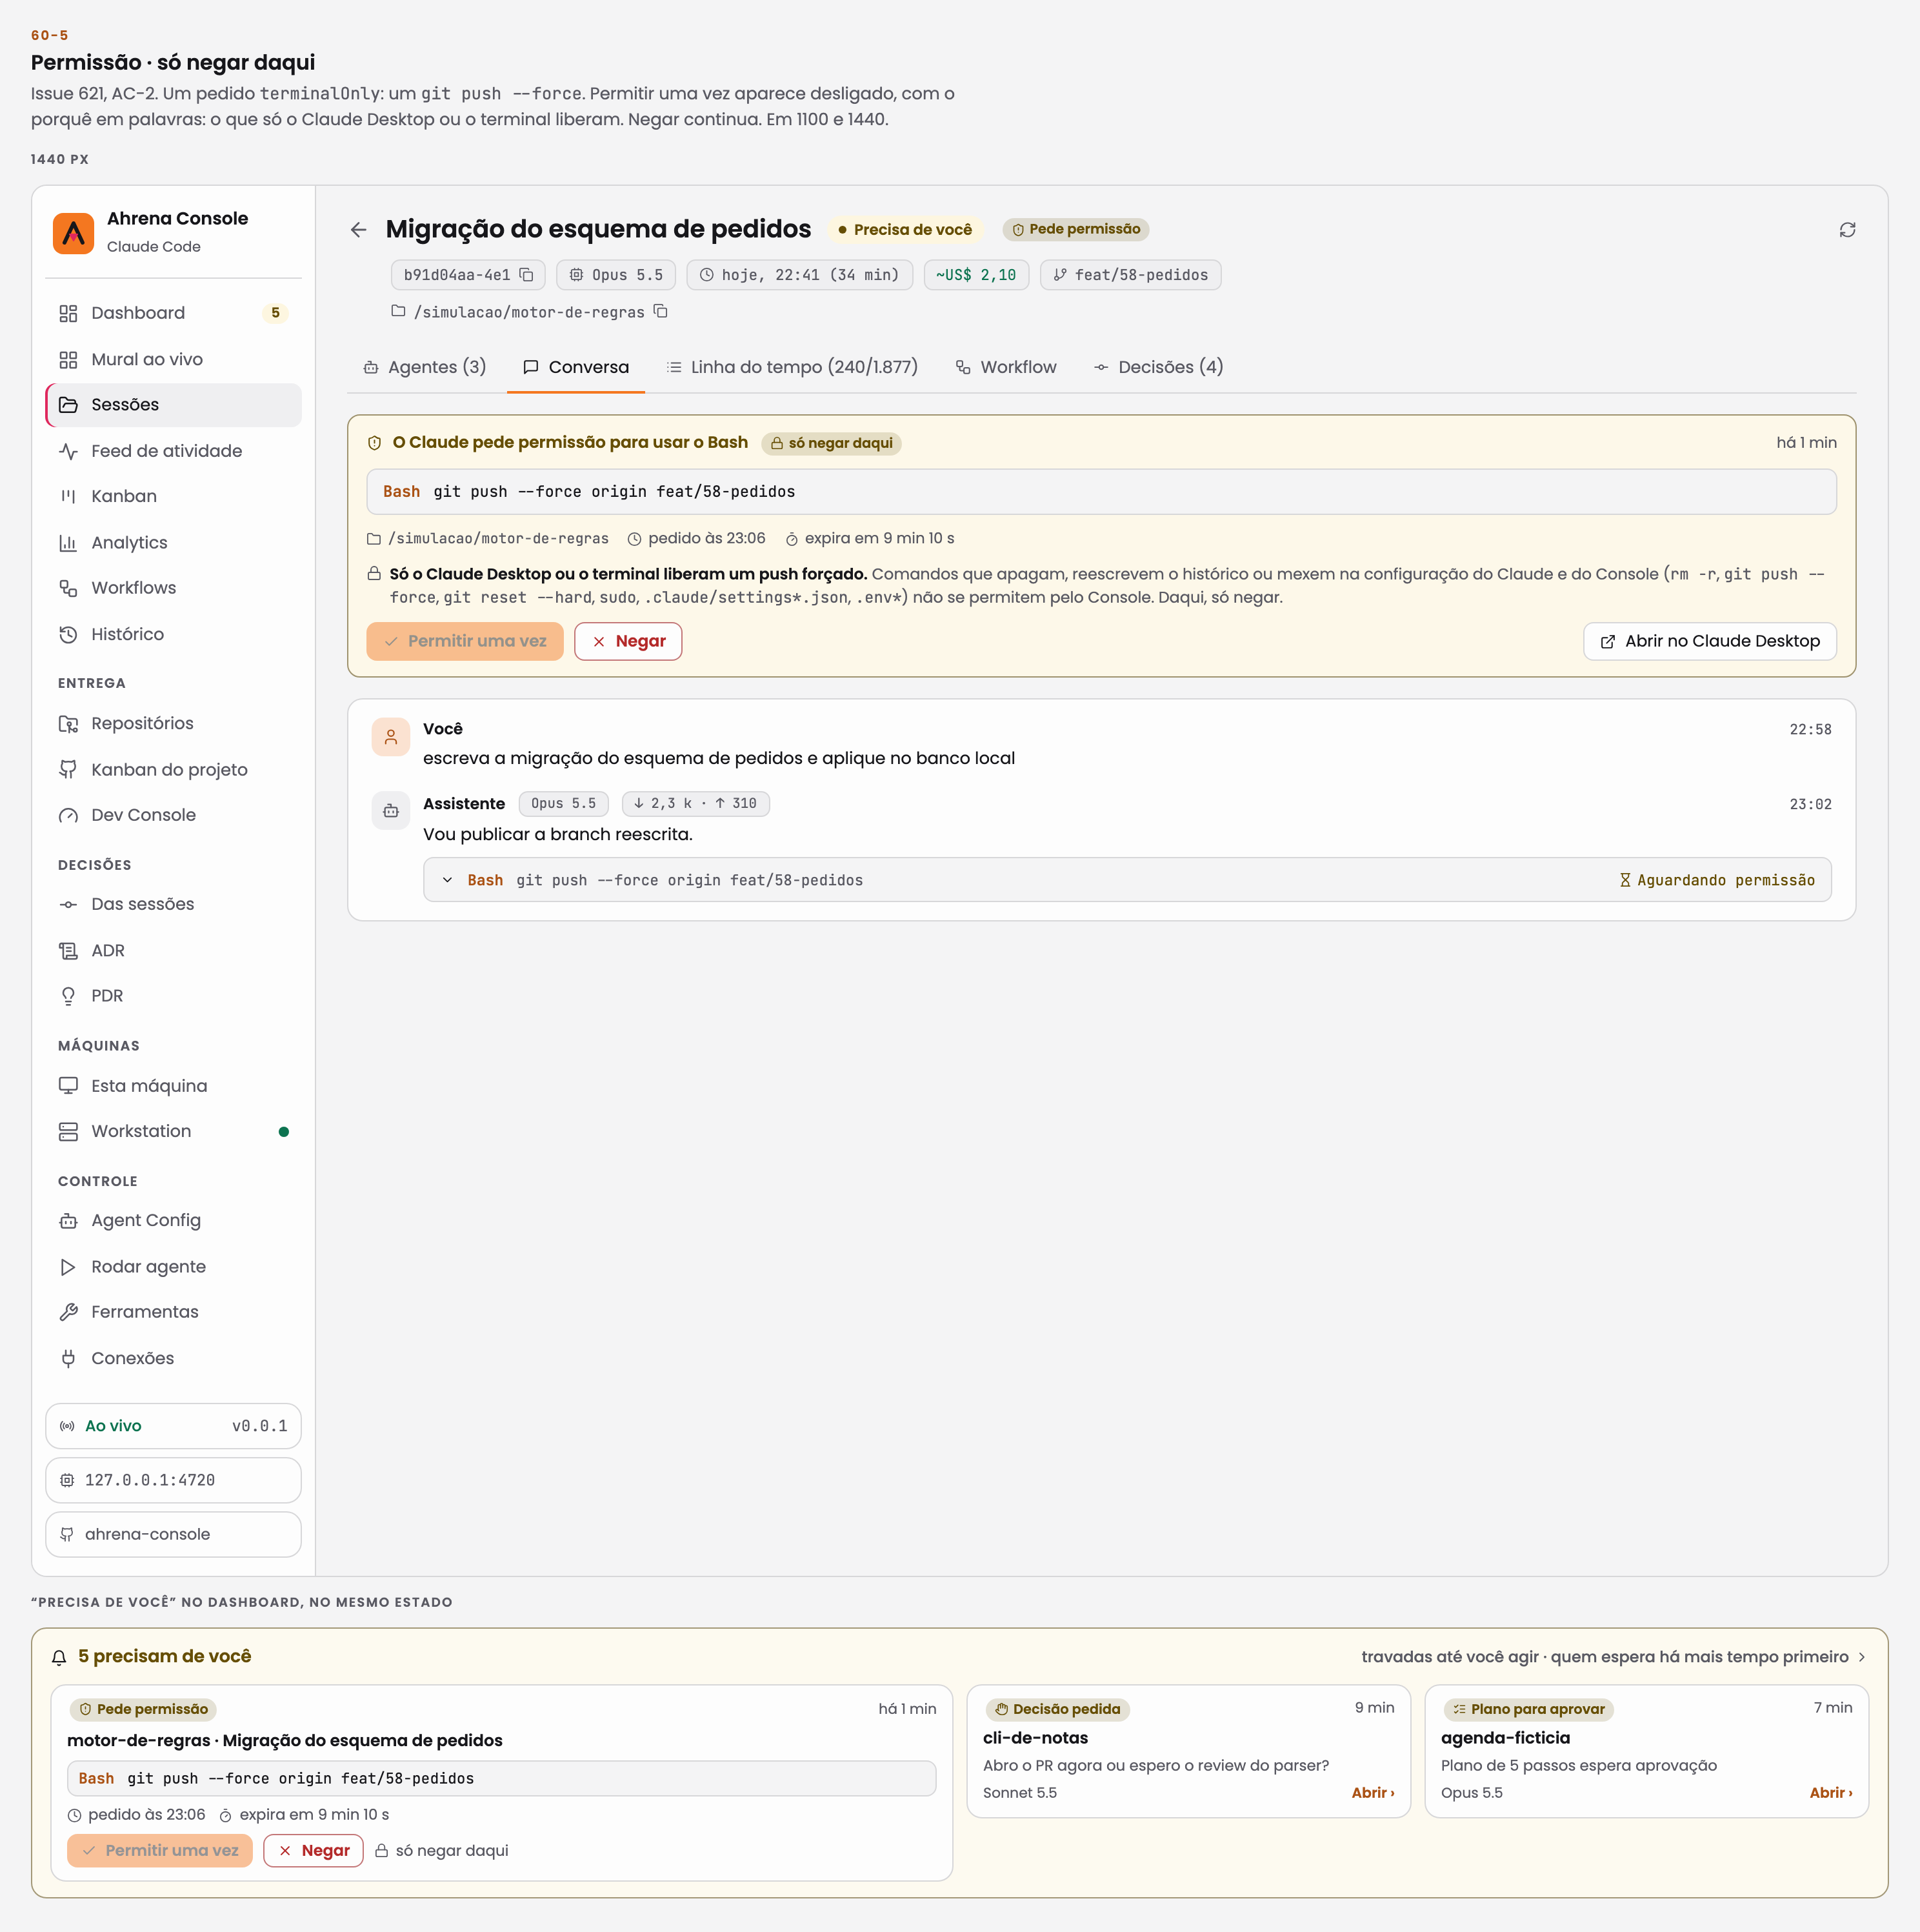 60-5
Permissão · só negar daqui
Issue 621, AC-2. Um pedido terminalOnly: um git push --force. Permitir uma vez aparece desligado, com o
porquê em palavras: o que só o Claude Desktop ou o terminal liberam. Negar continua. Em 1100 e 1440.
1440 PX
Ahrena Console
Claude Code
Dashboard 5
Mural ao vivo
Sessões
Feed de atividade
Kanban
Analytics
Workflows
Histórico
ENTREGA
Repositórios
Kanban do projeto
Dev Console
DECISÕES
Das sessões
ADR
PDR
MÁQUINAS
Esta máquina
Workstation
CONTROLE
Agent Config
Rodar agente
Ferramentas
Conexões
Ao vivo v0.0.1
127.0.0.1:4720
ahrena-console
Migração do esquema de pedidos Precisa de você Pede permissão
b91d04aa-4e1 Opus 5.5 hoje, 22:41 (34 min) ~US$ 2,10 feat/58-pedidos
/simulacao/motor-de-regras
Agentes (3) Conversa Linha do tempo (240/1.877) Workflow Decisões (4)
O Claude pede permissão para usar o Bash só negar daqui há 1 min
Bash git push --force origin feat/58-pedidos
/simulacao/motor-de-regras pedido às 23:06 expira em 9 min 10 s
Só o Claude Desktop ou o terminal liberam um push forçado. Comandos que apagam, reescrevem o histórico ou mexem na configuração do Claude e do Console (rm -r, git push --
force, git reset --hard, sudo, .claude/settings*.json, .env*) não se permitem pelo Console. Daqui, só negar.
Permitir uma vez Negar Abrir no Claude Desktop
Você 22:58
escreva a migração do esquema de pedidos e aplique no banco local
Assistente Opus 5.5 ↓ 2,3 k · ↑ 310 23:02
Vou publicar a branch reescrita.
Bash git push --force origin feat/58-pedidos Aguardando permissão
“PRECISA DE VOCÊ” NO DASHBOARD, NO MESMO ESTADO
5 precisam de você travadas até você agir · quem espera há mais tempo primeiro ›
Pede permissão há 1 min
motor-de-regras · Migração do esquema de pedidos
Bash git push --force origin feat/58-pedidos
pedido às 23:06 expira em 9 min 10 s
Permitir uma vez Negar só negar daqui
Decisão pedida 9 min
cli-de-notas
Abro o PR agora ou espero o review do parser?
Sonnet 5.5 Abrir ›
Plano para aprovar 7 min
agenda-ficticia
Plano de 5 passos espera aprovação
Opus 5.5 Abrir ›